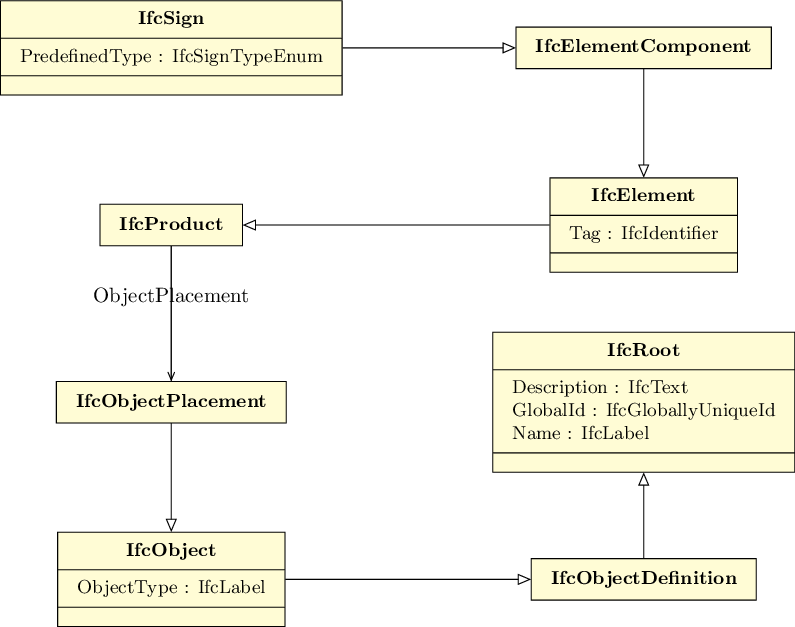 IfcSign
PredefinedType : IfcSignTypeEnum
IfcElementComponent
IfcElement
Tag : IfcIdentifier
IfcProduct
ObjectPlacement
IfcRoot
Description : IfcText
GlobalId : IfcGloballyUniqueId
Name : IfcLabel
IfcObjectPlacement
IfcObject
ObjectType : IfcLabel
IfcObjectDefinition